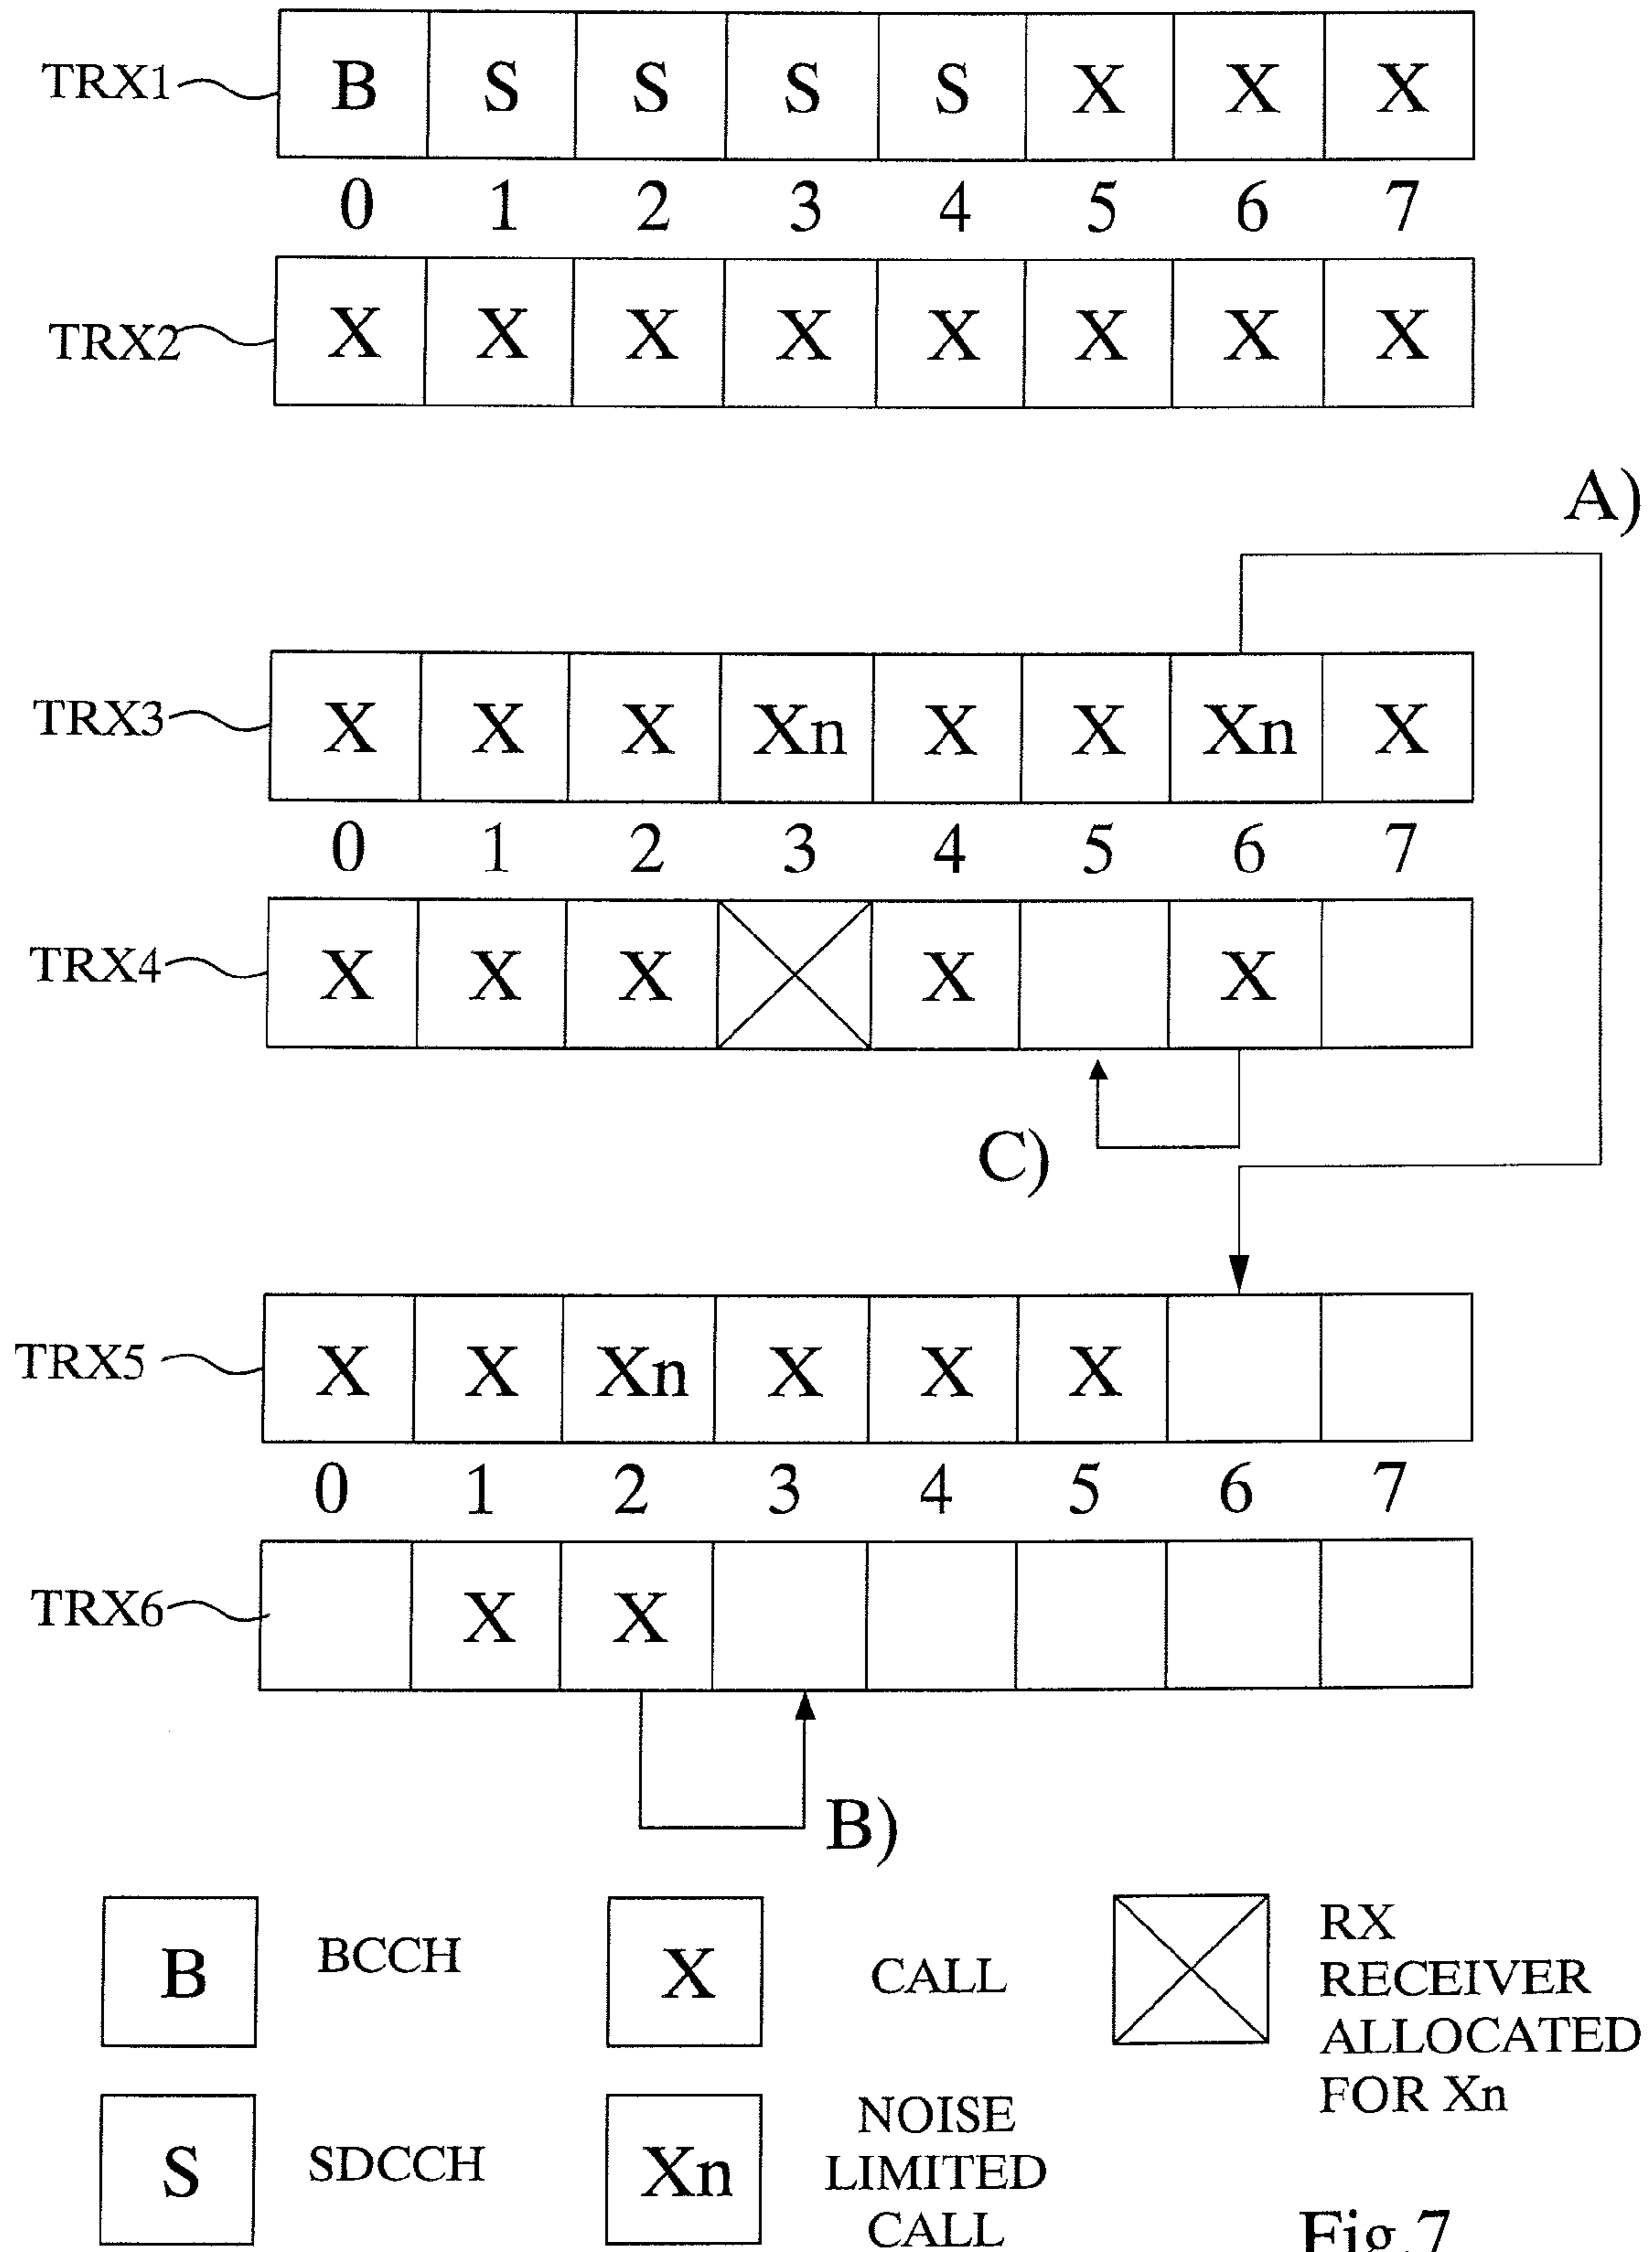 TRX1 B S S S S X X X
0 1 2 3 4 5 6 7
TRX2 X X X X X X X X
A)
TRX3 X X X Xn X X Xn X
0 1 2 3 4 5 6 7
TRX4 X X X X X
C)
TRX5 X X Xn X X X
0 1 2 3 4 5 6 7
TRX6 X X
B)
B BCCH
X CALL
RX
RECEIVER
ALLOCATED
FOR Xn
S SDCCH
Xn NOISE
LIMITED
CALL
Fig.7